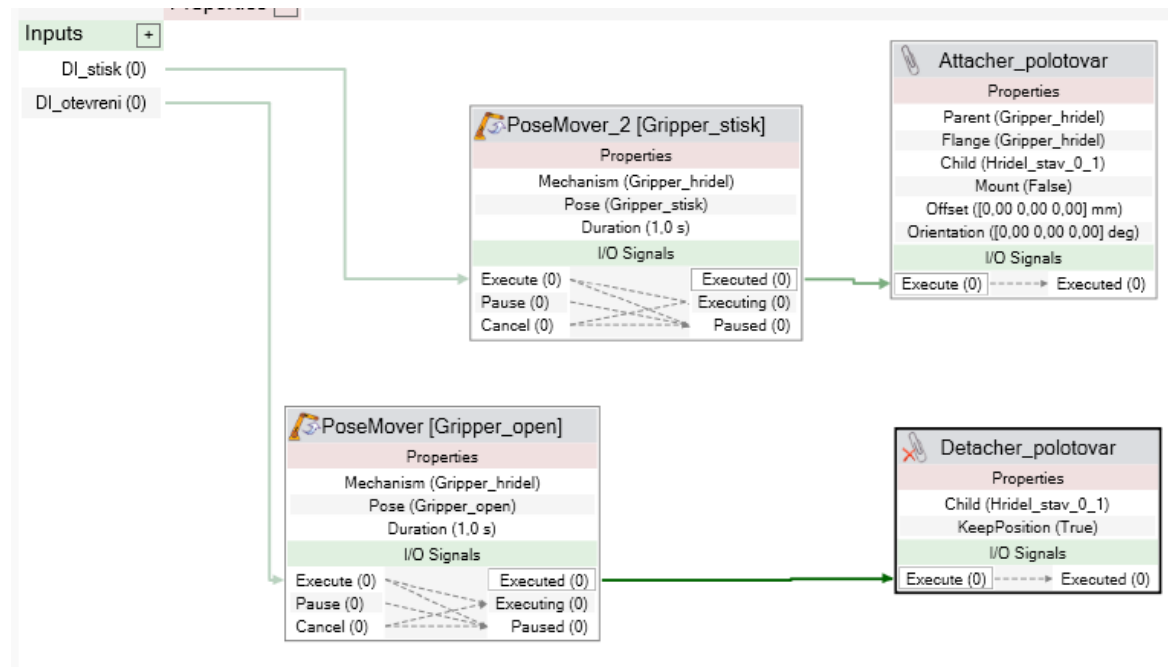 Properties
Inputs +
DI_stisk (0)
DI_otevreni (0)
PoseMover_2 [Gripper_stisk]
Properties
Mechanism (Gripper_hridel)
Pose (Gripper_stisk)
Duration (1,0 s)
I/O Signals
Execute (0) Executed (0)
Pause (0) Executing (0)
Cancel (0) Paused (0)
Attacher_polotovar
Properties
Parent (Gripper_hridel)
Flange (Gripper_hridel)
Child (Hridel_stav_0_1)
Mount (False)
Offset ([0,00 0,00 0,00] mm)
Orientation ([0,00 0,00 0,00] deg)
I/O Signals
Execute (0) Executed (0)
PoseMover [Gripper_open]
Properties
Mechanism (Gripper_hridel)
Pose (Gripper_open)
Duration (1,0 s)
I/O Signals
Execute (0) Executed (0)
Pause (0) Executing (0)
Cancel (0) Paused (0)
Detacher_polotovar
Properties
Child (Hridel_stav_0_1)
KeepPosition (True)
I/O Signals
Execute (0) Executed (0)